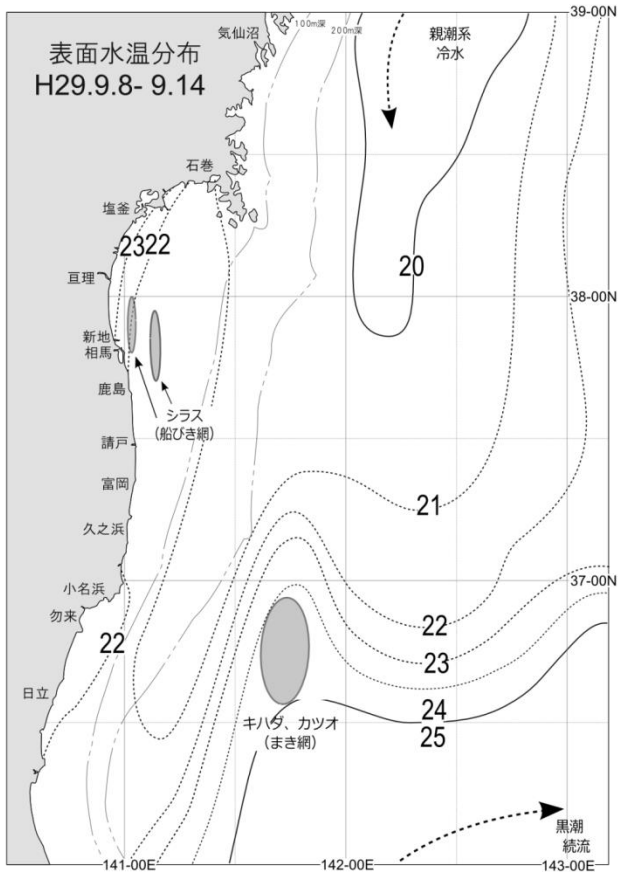 39-00N
気仙沼
100m深
200m深
親潮系
冷水
表面水温分布
H29.9.8- 9.14
石巻
塩釜
23
22
20
亘理
38-00N
新地
相馬
鹿島
シラス
(船びき網)
請戸
富岡
21
久之浜
37-00N
小名浜
勿来
22
22
23
日立
24
キハダ、カツオ
(まき網)
25
黒潮
続流
141-00E
142-00E
143-00E